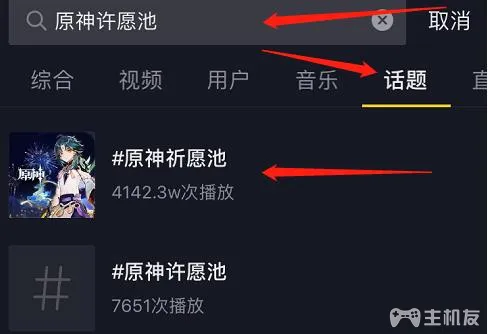 原神许愿池 取消
综合 视频 用户 音乐 话题 直
原神
#原神祈愿池
4142.3w次播放
#原神许愿池
7651次播放
主机友